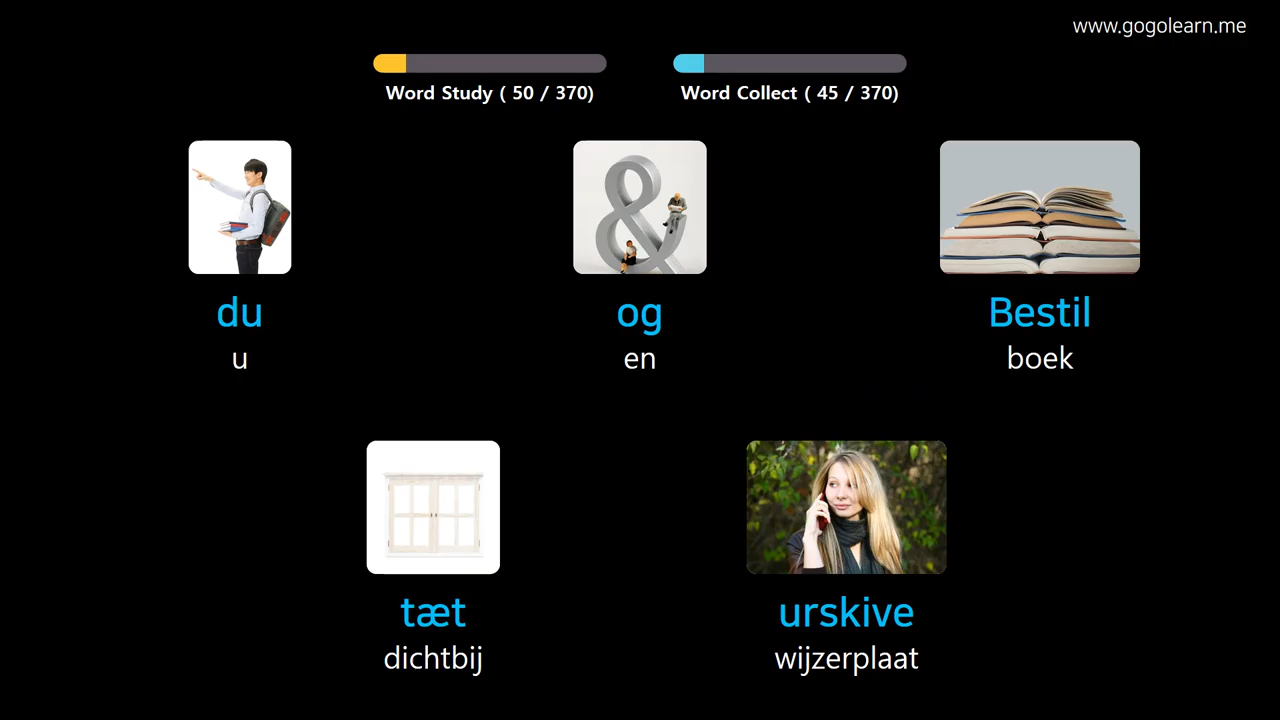 www.gogolearn.me
Word Study ( 50 / 370)
Word Collect ( 45 / 370)
du
u
og
en
Bestil
boek
tæt
dichtbij
urskive
wijzerplaat